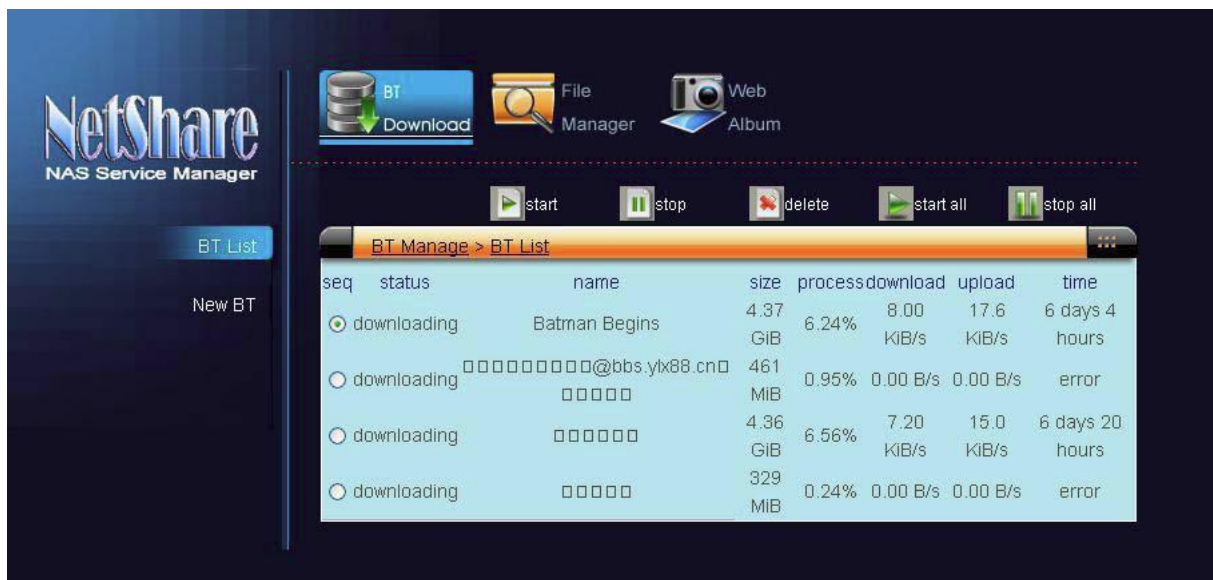 NetShare
NAS Service Manager
BT
Download
File
Manager
Web
Album
start stop delete start all stop all
BT List
New BT
BT Manage > BT List
seq status name size process download upload time
downloading Batman Begins 4.37 GiB 6.24% 8.00 KiB/s 17.6 KiB/s 6 days 4 hours
downloading □□□□□□□□□@bbs.ylx88.cn□ □□□□□ 461 MiB 0.95% 0.00 B/s 0.00 B/s error
downloading □□□□□□ 4.36 GiB 6.56% 7.20 KiB/s 15.0 KiB/s 6 days 20 hours
downloading □□□□□ 329 MiB 0.24% 0.00 B/s 0.00 B/s error